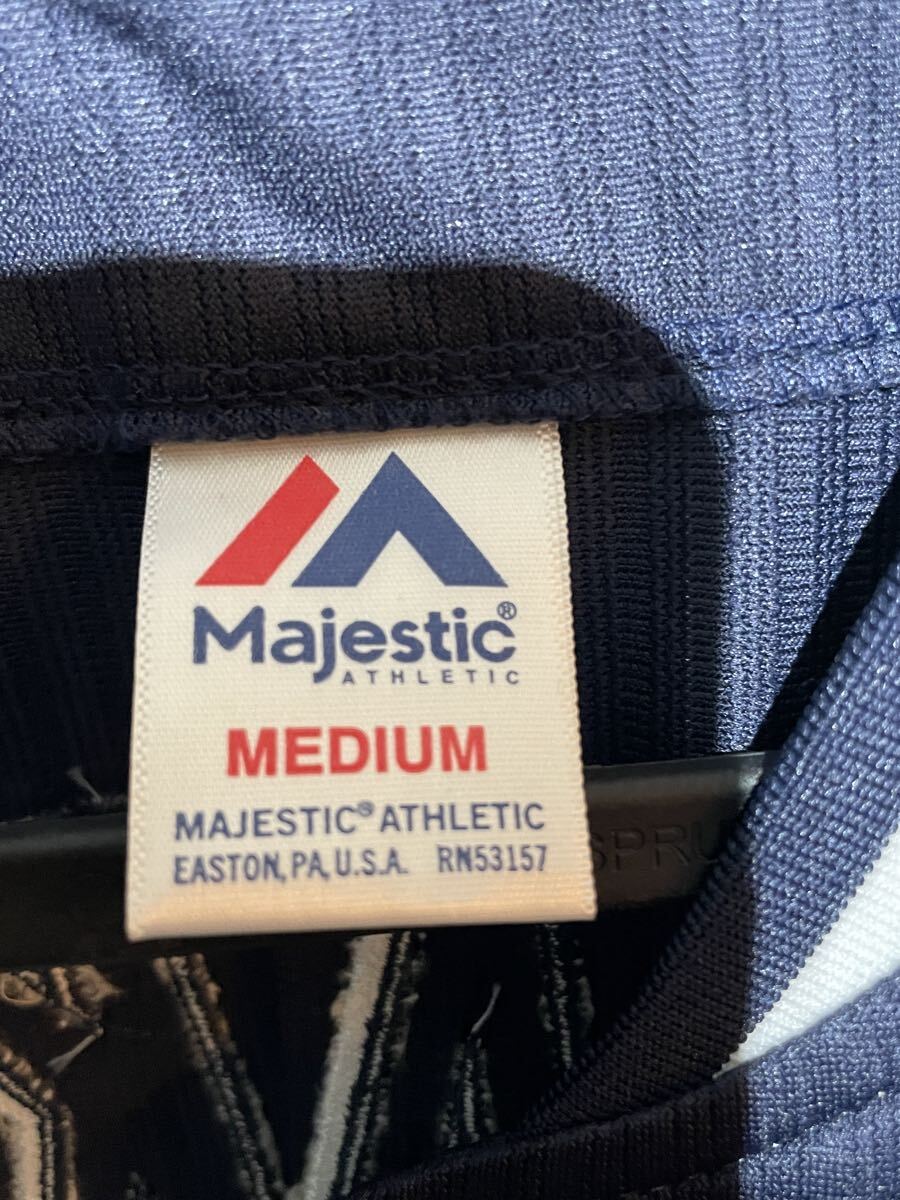 Majestic®
ATHLETIC
MEDIUM
MAJESTIC® ATHLETIC
EASTON, PA, U.S.A. RN53157